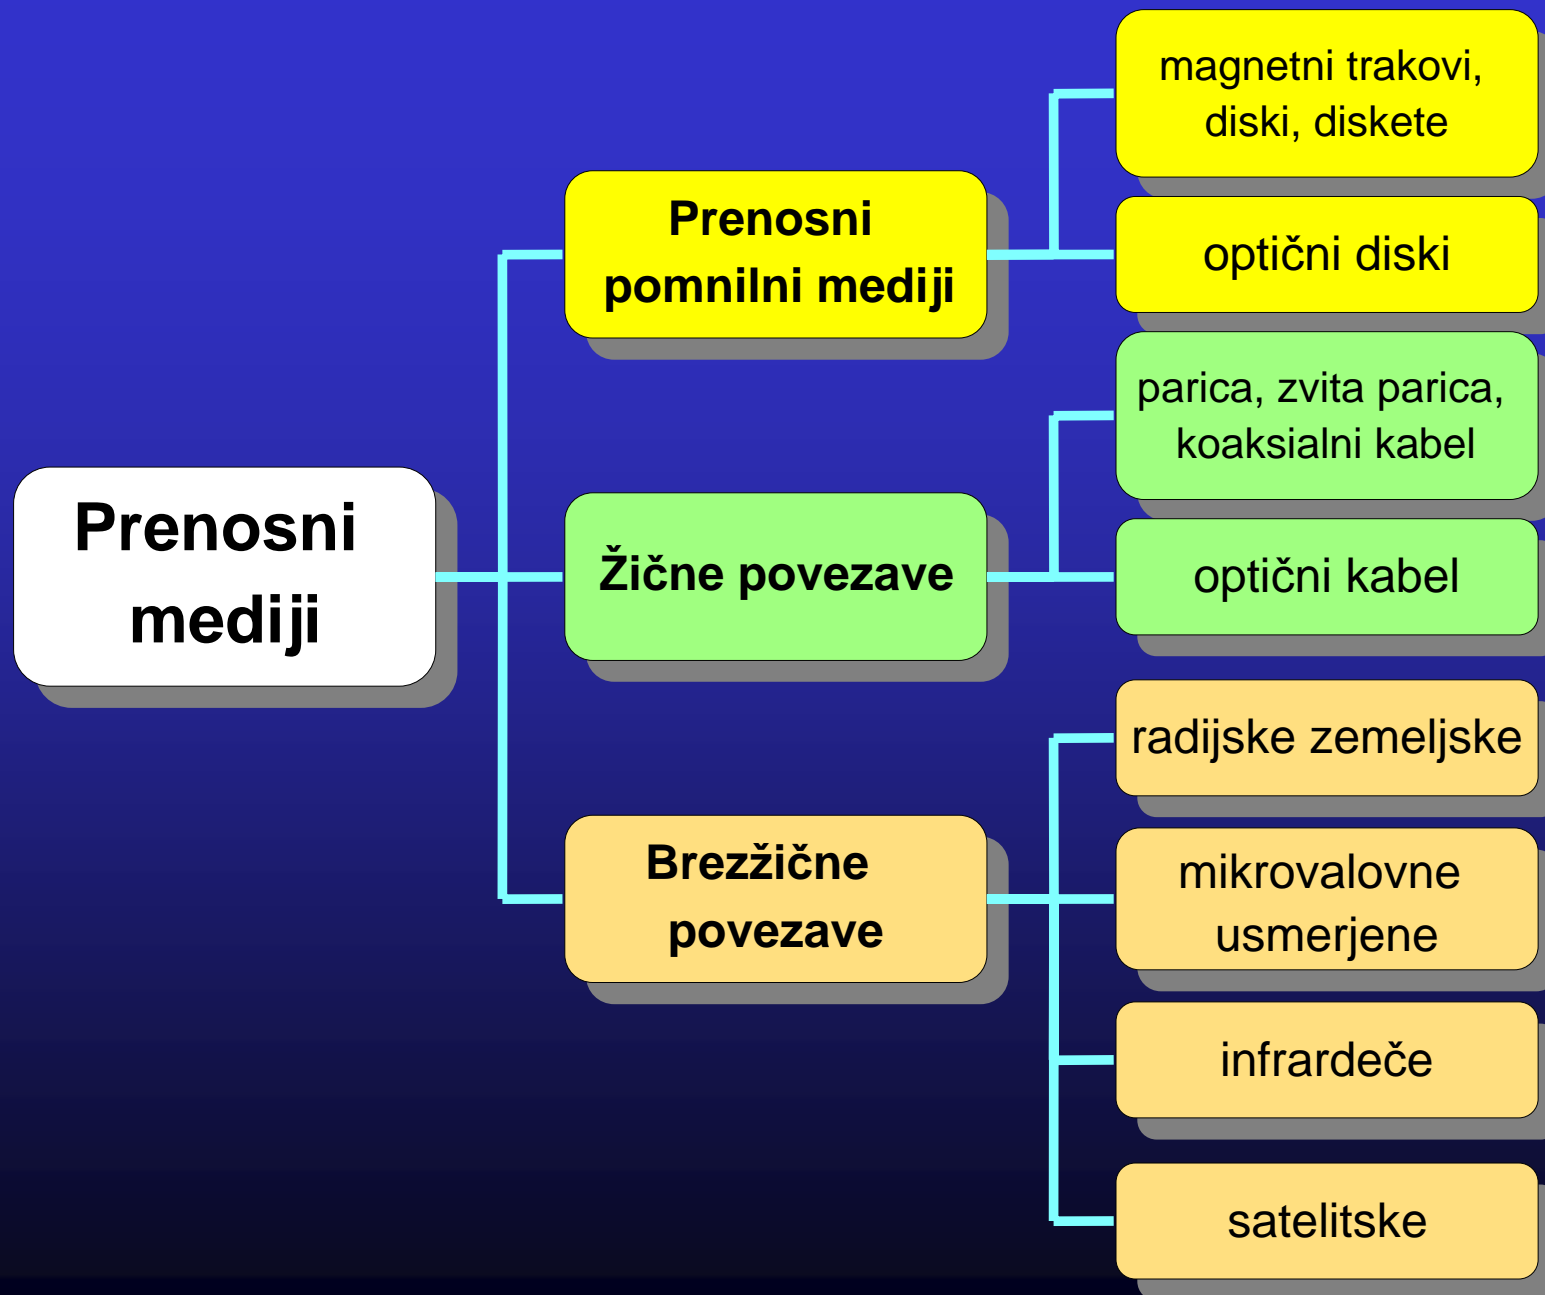 Prenosni
mediji
Prenosni
pomnilni mediji
magnetni trakovi,
diski, diskete
optični diski
Žične povezave
parica, zvita parica,
koaksialni kabel
optični kabel
Brezžične
povezave
radijske zemeljske
mikrovalovne
usmerjene
infrardeče
satelitske